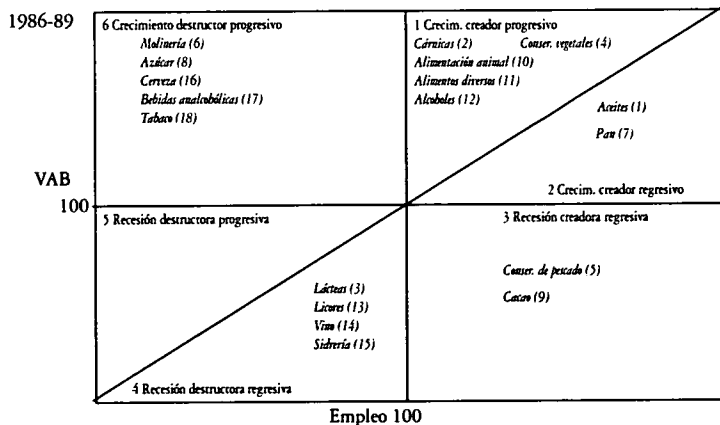 1986-89
6 Crecimiento destructor progresivo
Molinería (6)
Azúcar (8)
Cerveza (16)
Bebidas analcohólicas (17)
Tabaco (18)
1 Crecim. creador progresivo
Cárnicas (2) Conser. vegetales (4)
Alimentación animal (10)
Alimentos diversos (11)
Alcoholes (12)
Aceites (1)
Pan (7)
2 Crecim. creador regresivo
VAB
100
5 Recesión destructora progresiva
3 Recesión creadora regresiva
Conser. de pescado (5)
Cacao (9)
Lácteas (3)
Licores (13)
Vino (14)
Sidrería (15)
4 Recesión destructora regresiva
Empleo 100